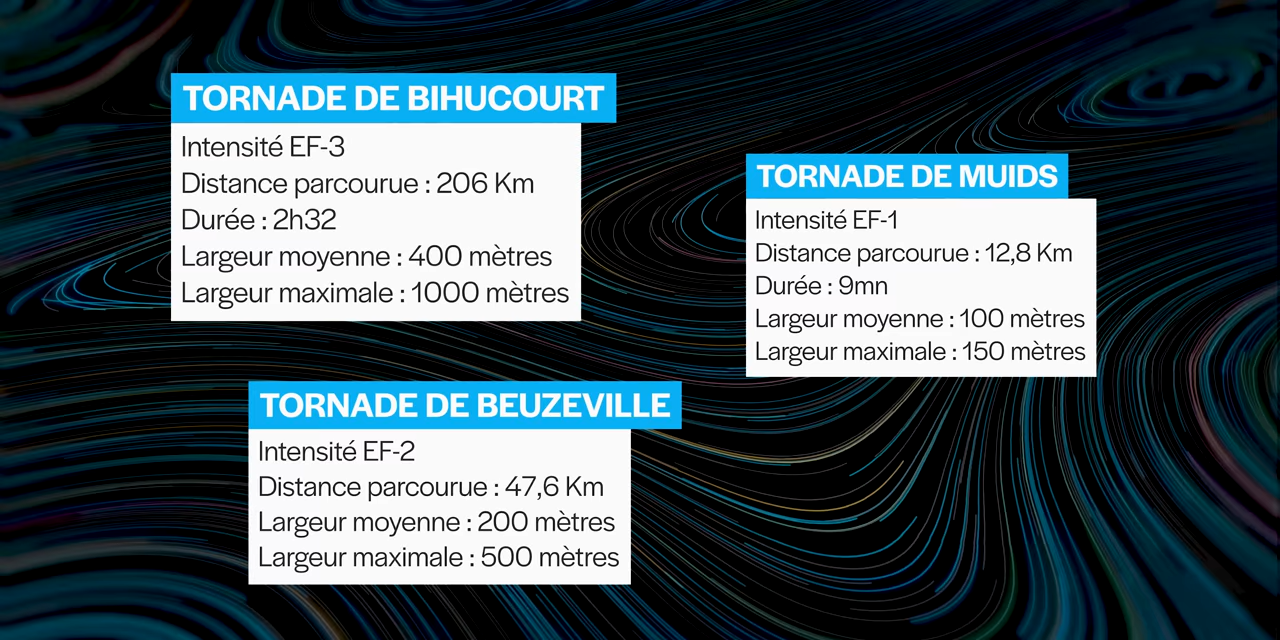 TORNADE DE BIHUCOURT
Intensité EF-3
Distance parcourue : 206 Km
Durée : 2h32
Largeur moyenne : 400 mètres
Largeur maximale : 1000 mètres
TORNADE DE MUIDS
Intensité EF-1
Distance parcourue : 12,8 Km
Durée : 9mn
Largeur moyenne : 100 mètres
Largeur maximale : 150 mètres
TORNADE DE BEUZEVILLE
Intensité EF-2
Distance parcourue : 47,6 Km
Largeur moyenne : 200 mètres
Largeur maximale : 500 mètres